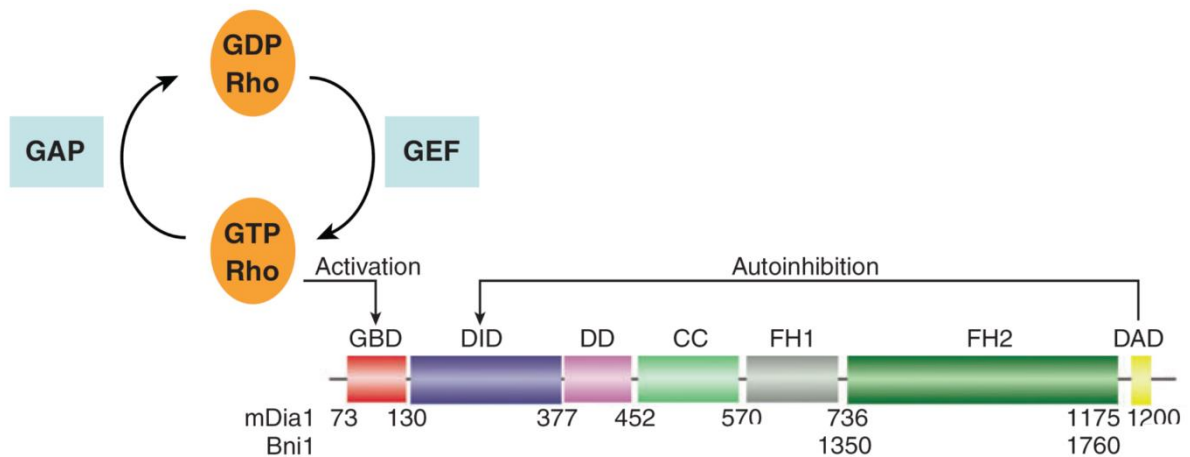 GDP
Rho
GAP
GEF
GTP
Rho
Activation
Autoinhibition
GBD DID DD CC FH1 FH2 DAD
mDia1 73 130 377 452 570 736 1175 1200
Bni1 1350 1760